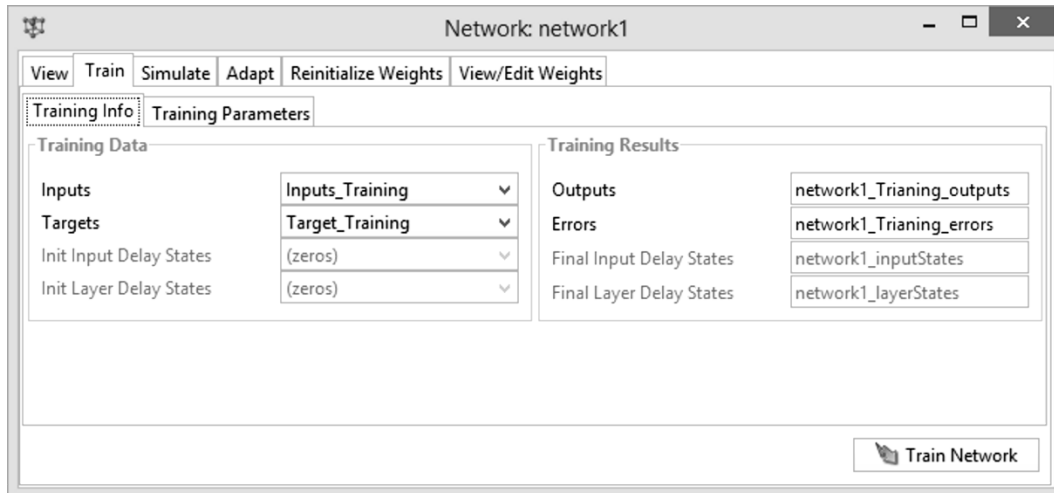 Network: network1
View Train Simulate Adapt Reinitialize Weights View/Edit Weights
Training Info Training Parameters
Training Data
Inputs Inputs_Training
Targets Target_Training
Init Input Delay States (zeros)
Init Layer Delay States (zeros)
Training Results
Outputs network1_Trianing_outputs
Errors network1_Trianing_errors
Final Input Delay States network1_inputStates
Final Layer Delay States network1_layerStates
Train Network